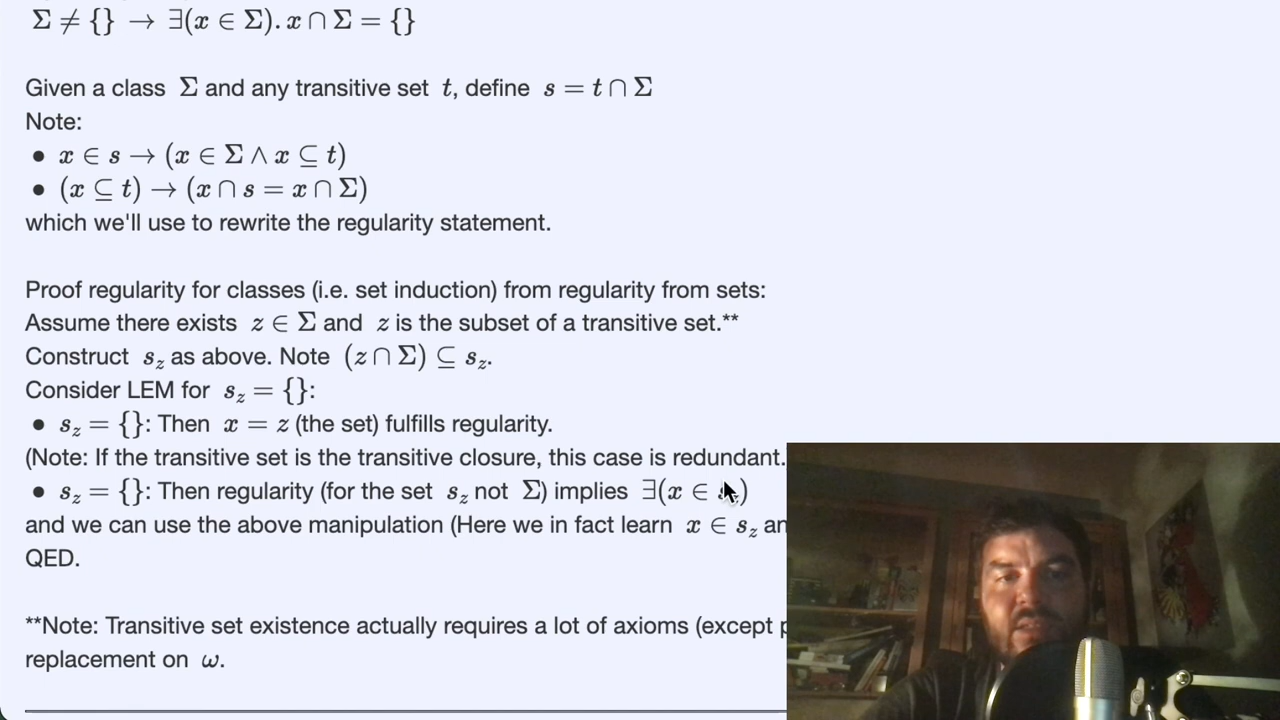 Σ ≠ {} → ∃(x ∈ Σ). x ∩ Σ = {}
Given a class Σ and any transitive set t, define s = t ∩ Σ
Note:
● x ∈ s → (x ∈ Σ ∧ x ⊆ t)
● (x ⊆ t) → (x ∩ s = x ∩ Σ)
which we'll use to rewrite the regularity statement.
Proof regularity for classes (i.e. set induction) from regularity from sets:
Assume there exists z ∈ Σ and z is the subset of a transitive set.**
Construct s_z as above. Note (z ∩ Σ) ⊆ s_z.
Consider LEM for s_z = {}:
● s_z = {}: Then x = z (the set) fulfills regularity.
(Note: If the transitive set is the transitive closure, this case is redundant.
● s_z = {}: Then regularity (for the set s_z not Σ) implies ∃(x ∈ )
and we can use the above manipulation (Here we in fact learn x ∈ s_z
QED.
**Note: Transitive set existence actually requires a lot of axioms (except
replacement on ω.